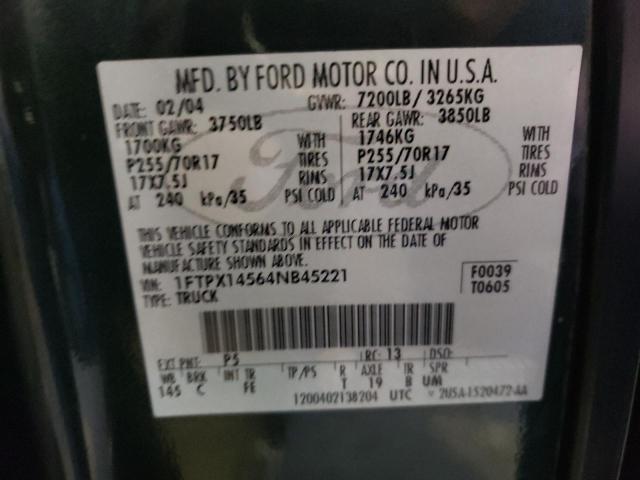 MFD. BY FORD MOTOR CO. IN U.S.A.
DATE: 02/04 GVWR: 7200LB/ 3265KG
FRONT GAWR: 3750LB REAR GAWR: 3850LB
1700KG WITH 1746KG WITH
P255/70R17 TIRES P255/70R17 TIRES
17X7.5J RIMS 17X7.5J RIMS
AT 240 kPa/35 PSI COLD AT 240 kPa/35 PSI COLD
Ford
THIS VEHICLE CONFORMS TO ALL APPLICABLE FEDERAL MOTOR
VEHICLE SAFETY STANDARDS IN EFFECT ON THE DATE OF
MANUFACTURE SHOWN ABOVE.
VIN: 1FTPX14564NB45221 F0039
TYPE: TRUCK T0605
EXT PNT: P5 RC: 13 DSO:
WB BRK INT TR TP/PS R AXLE TR SPR
145 C FE T 19 B UM
1200402138204 UTC 2U5A-1520472-AA